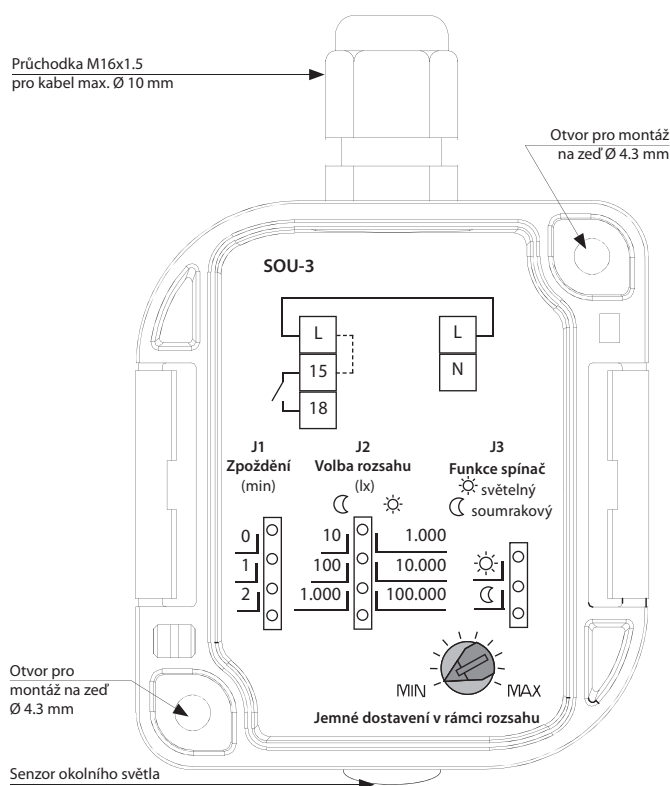 Průchodka M16x1.5
pro kabel max. Ø 10 mm
Otvor pro montáž
na zeď Ø 4.3 mm
SOU-3
L L
15 N
18
J1 J2 J3
Zpoždění Volba rozsahu Funkce spínač
(min) (lx) světelný
soumrakový
0 10 1.000
1 100 10.000
2 1.000 100.000
MIN MAX
Jemné dostavení v rámci rozsahu
Otvor pro
montáž na zeď
Ø 4.3 mm
Senzor okolního světla